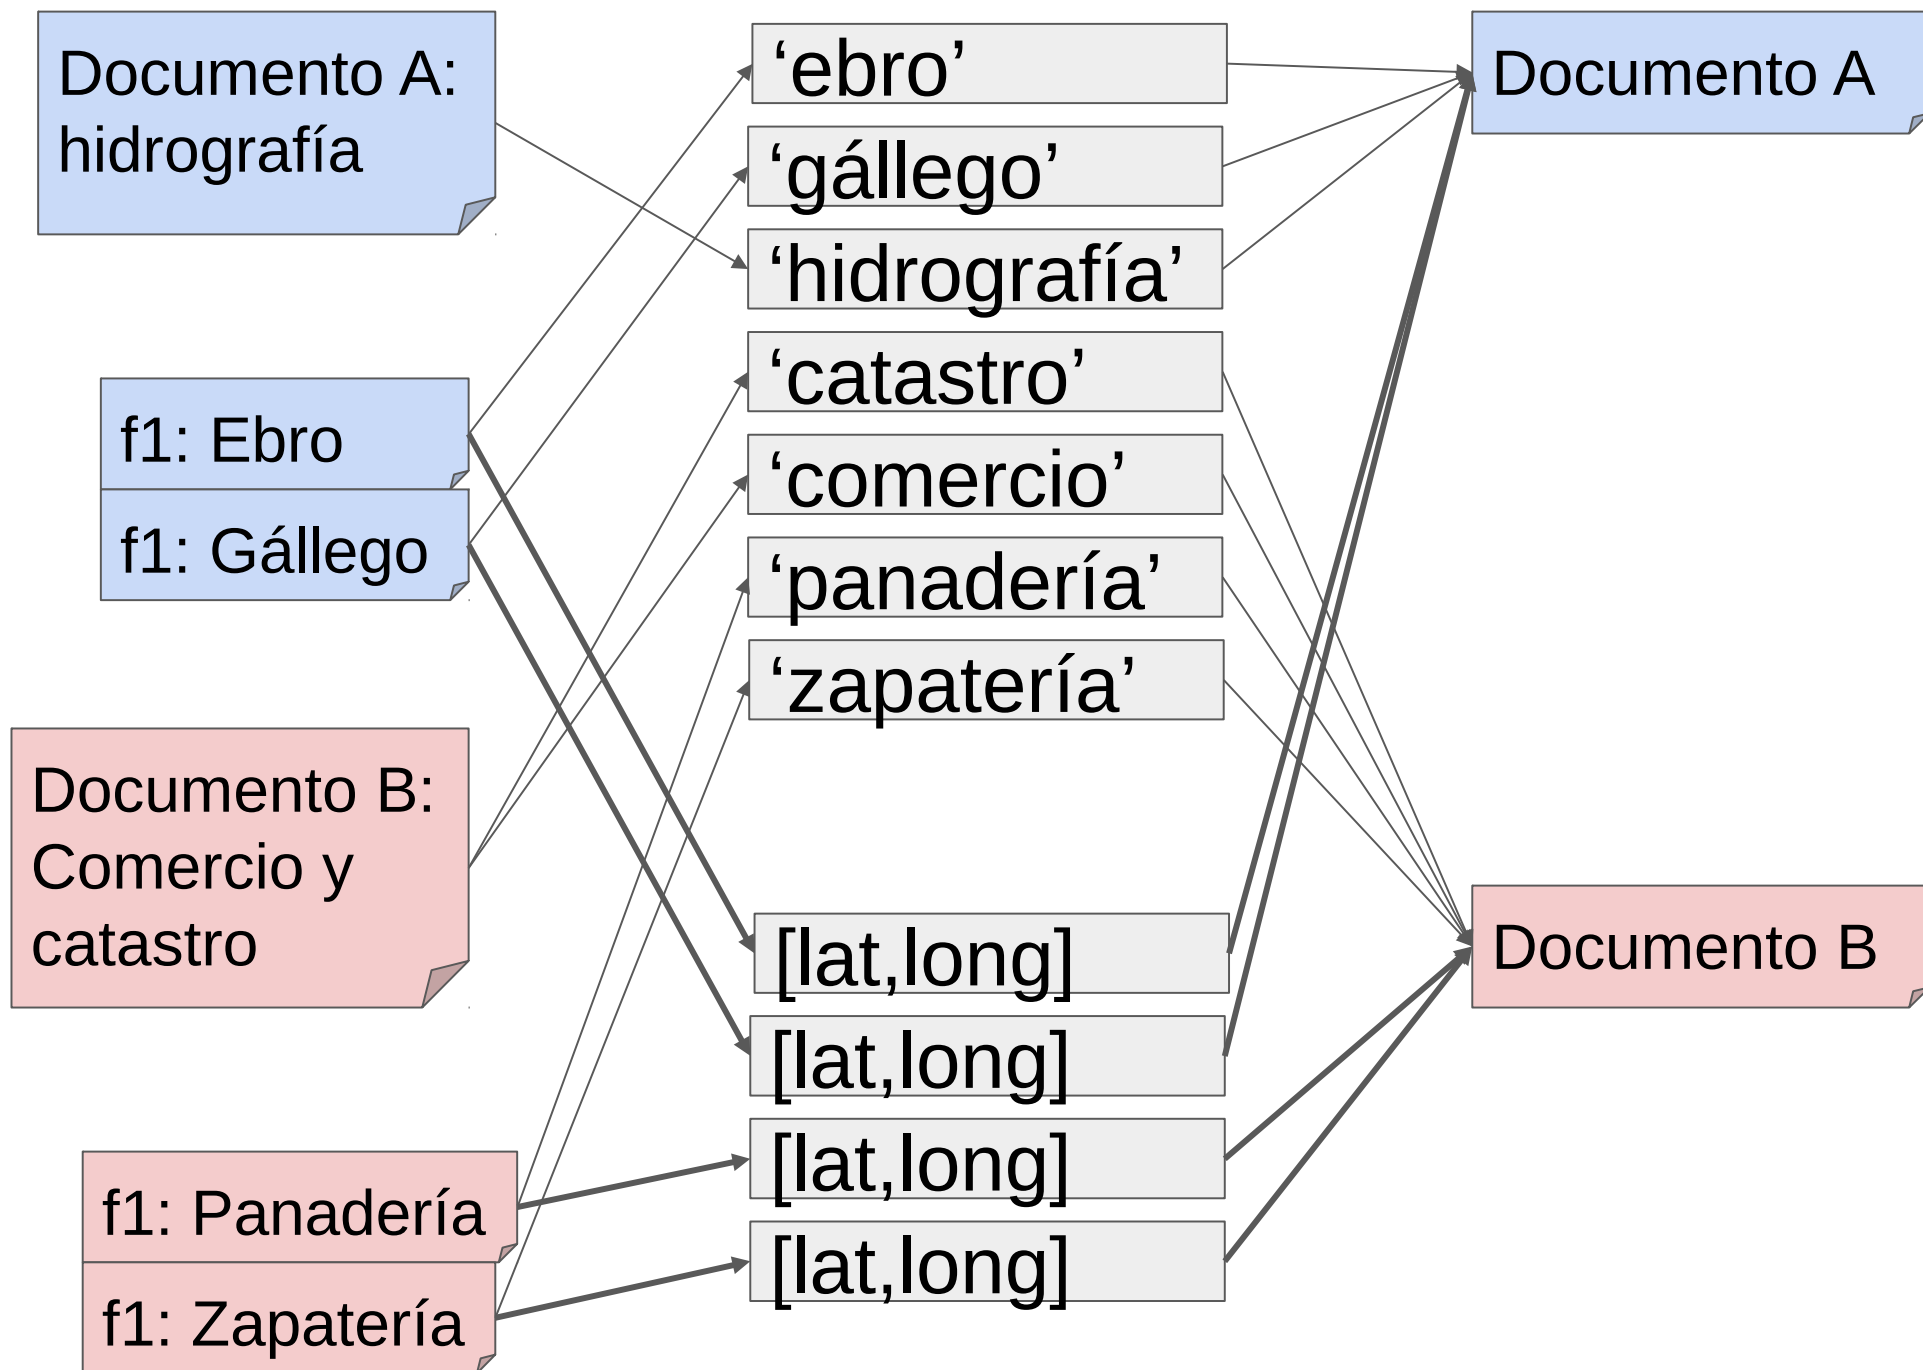 Documento A:
hidrografía
f1: Ebro
f1: Gállego
Documento B:
Comercio y
catastro
f1: Panadería
f1: Zapatería
‘ebro’
‘gállego’
‘hidrografía’
‘catastro’
‘comercio’
‘panadería’
‘zapatería’
[lat,long]
[lat,long]
[lat,long]
[lat,long]
Documento A
Documento B